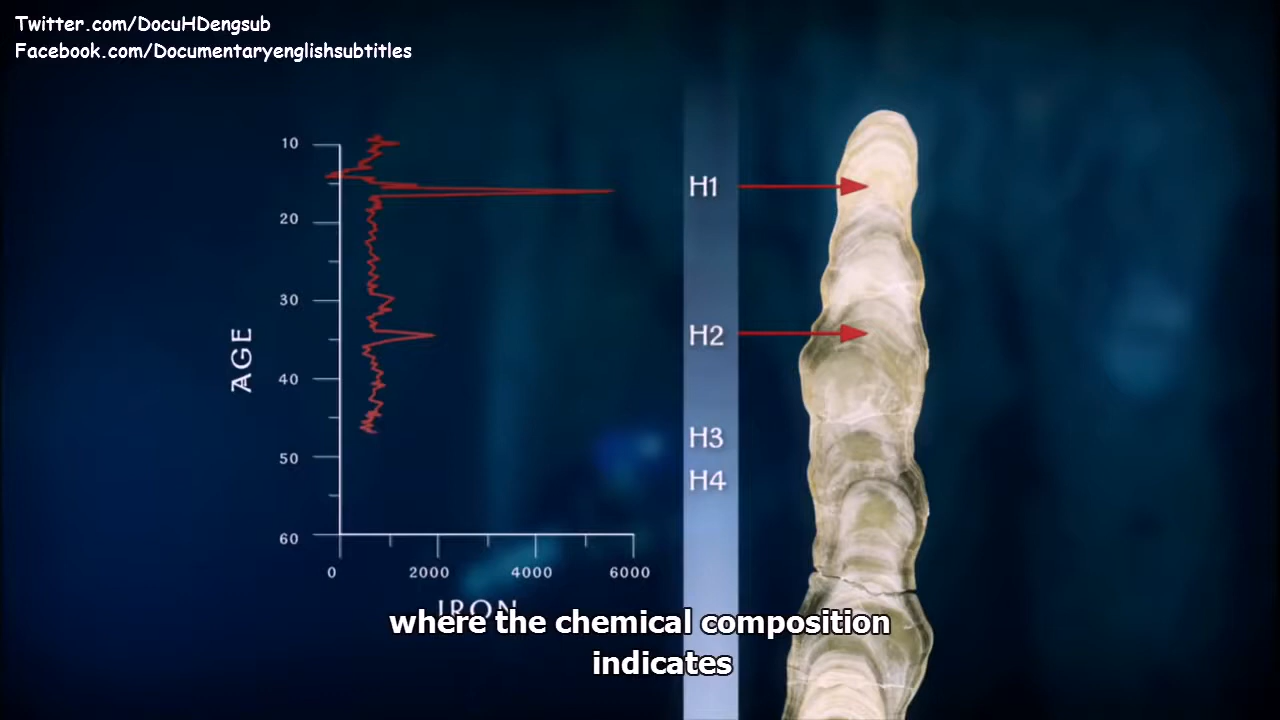 Twitter.com/DocuHDengsub
Facebook.com/Documentaryenglishsubtitles
10
20
30
40
50
60
AGE
0
2000
4000
6000
IRON
H1
H2
H3
H4
where the chemical composition
indicates